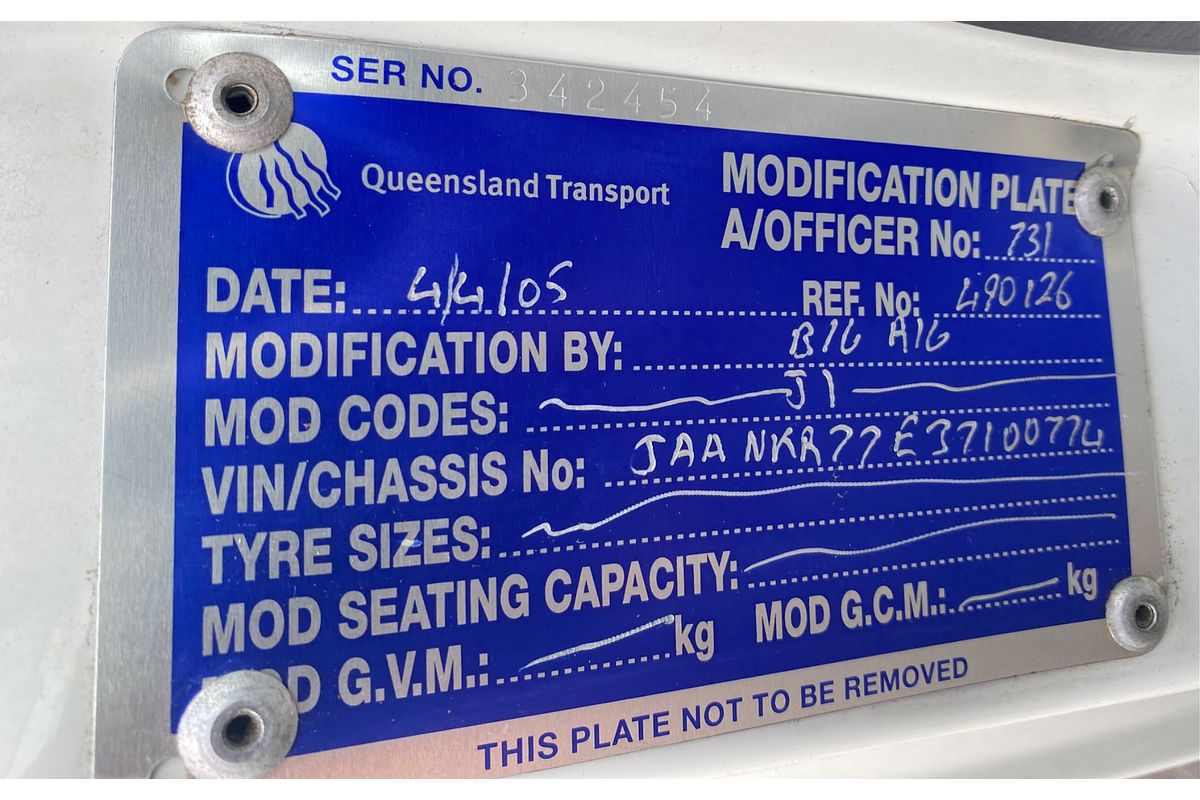 SER NO. 342454
Queensland Transport
MODIFICATION PLATE
A/OFFICER No: 731
DATE: 4/4/05
REF. No: 490126
MODIFICATION BY: BIG AIG
MOD CODES: J1
VIN/CHASSIS No: JAANKR77E37100774
TYRE SIZES:
MOD SEATING CAPACITY:
MOD G.V.M.: kg MOD G.C.M.: kg
THIS PLATE NOT TO BE REMOVED